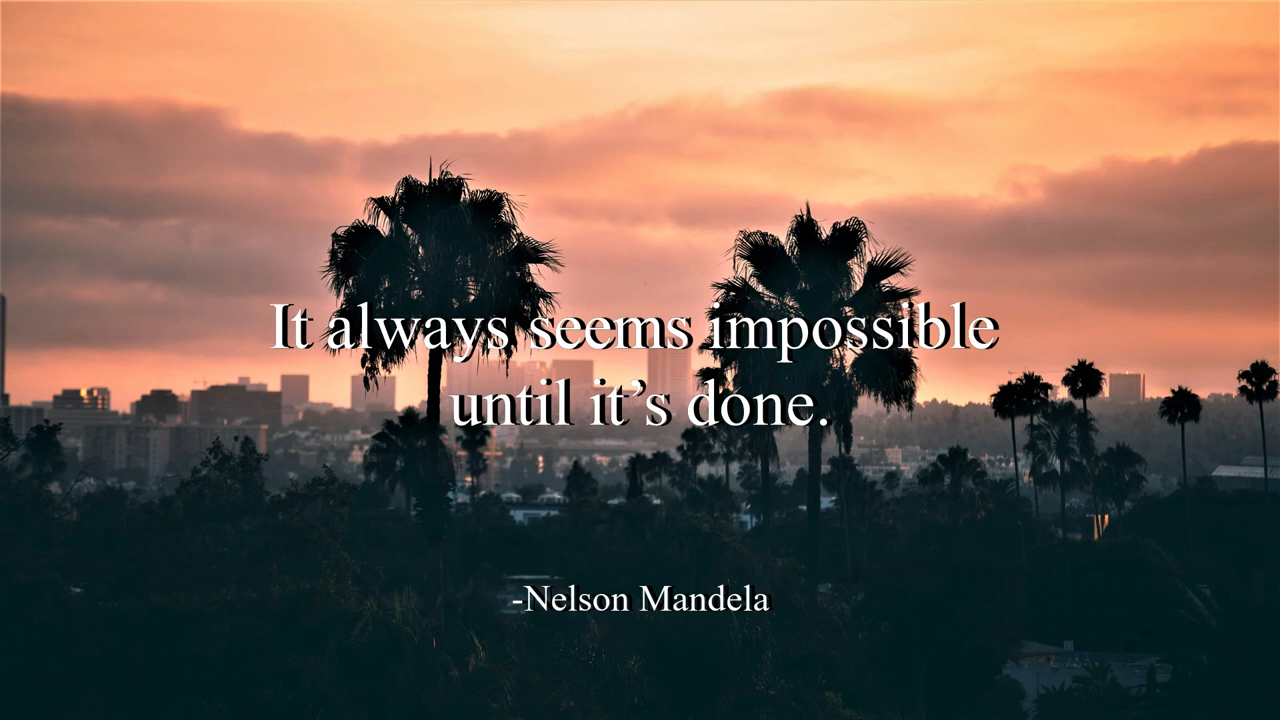 It always seems impossible
until it’s done.
-Nelson Mandela